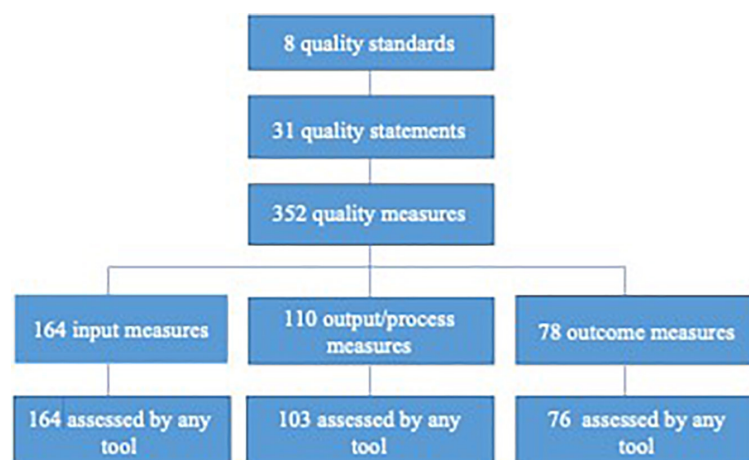 8 quality standards
31 quality statements
352 quality measures
164 input measures
110 output/process
measures
78 outcome measures
164 assessed by any
tool
103 assessed by any
tool
76 assessed by any
tool